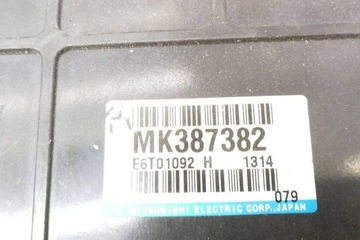 MK387382
E6T01092 H 1314
079
MITSUBISHI ELECTRIC CORP. JAPAN